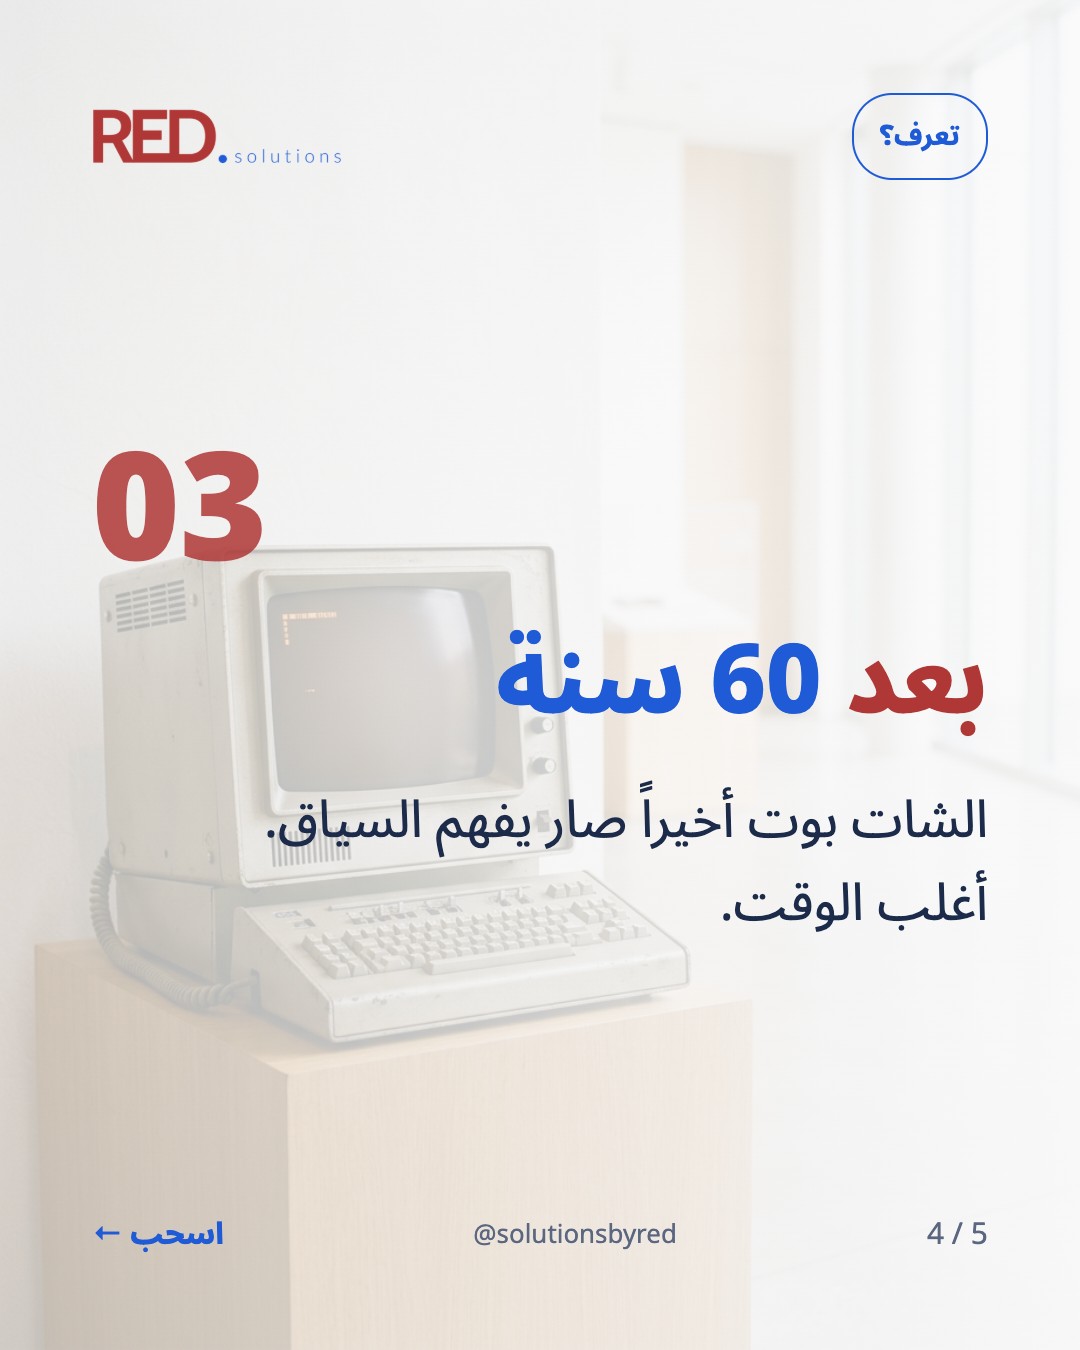 RED.solutions
تعرف؟
03
بعد 60 سنة
الشات بوت أخيراً صار يفهم السياق.
أغلب الوقت.
4 / 5
@solutionsbyred
اسحب ←